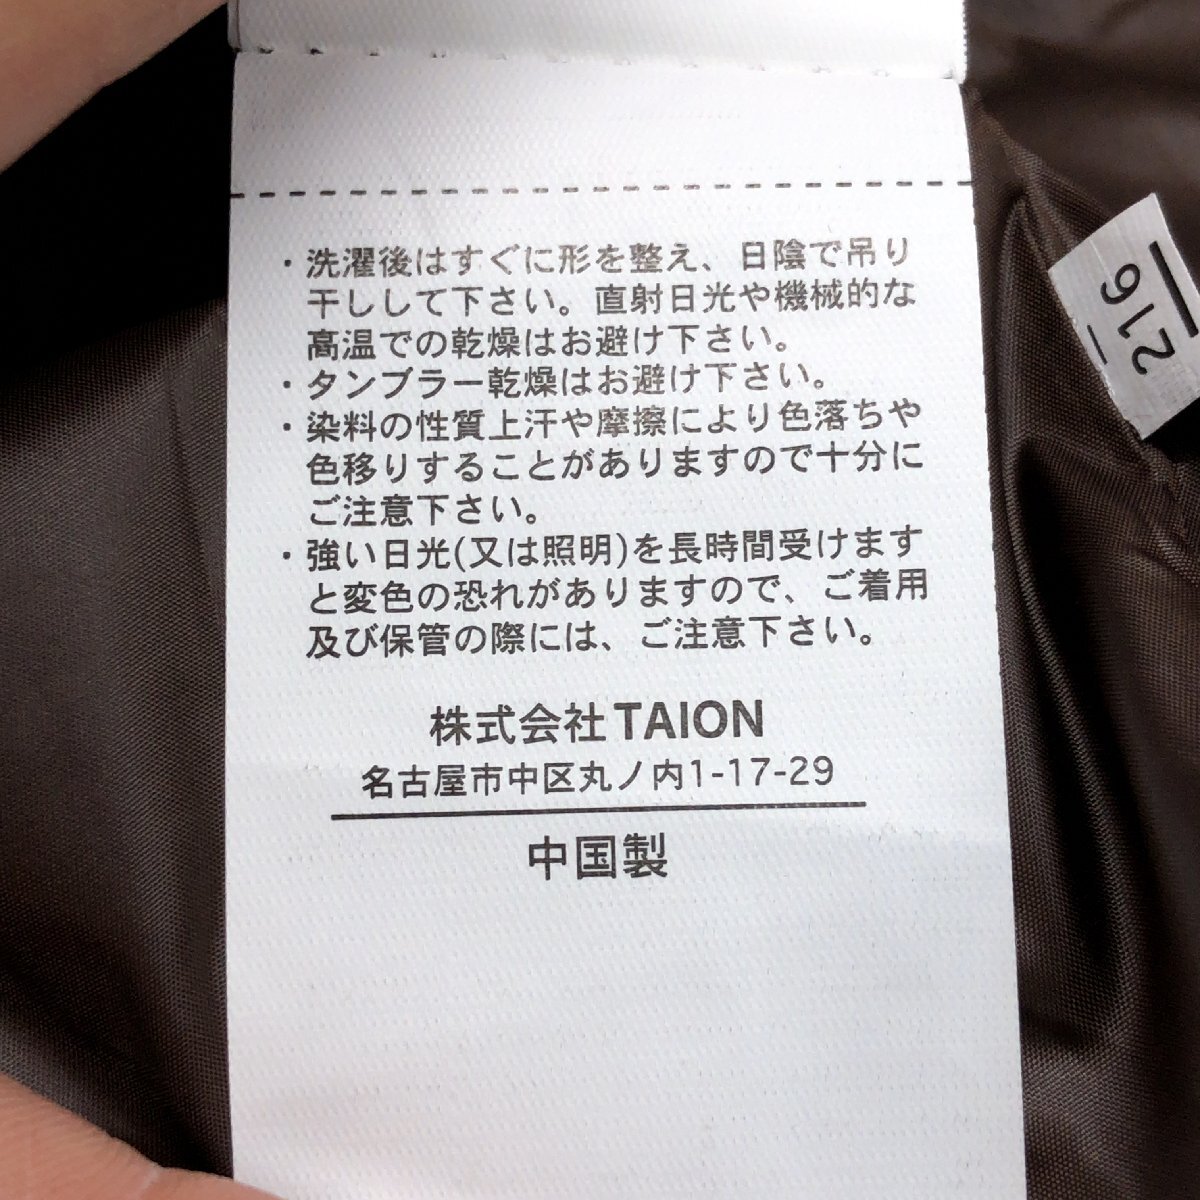 ・洗濯後はすぐに形を整え、日陰で吊り
干しして下さい。直射日光や機械的な
高温での乾燥はお避け下さい。
・タンブラー乾燥はお避け下さい。
・染料の性質上汗や摩擦により色落ちや
色移りすることがありますので十分に
ご注意下さい。
・強い日光(又は照明)を長時間受けます
と変色の恐れがありますので、ご着用
及び保管の際には、ご注意下さい。
株式会社TAION
名古屋市中区丸ノ内1-17-29
中国製
216